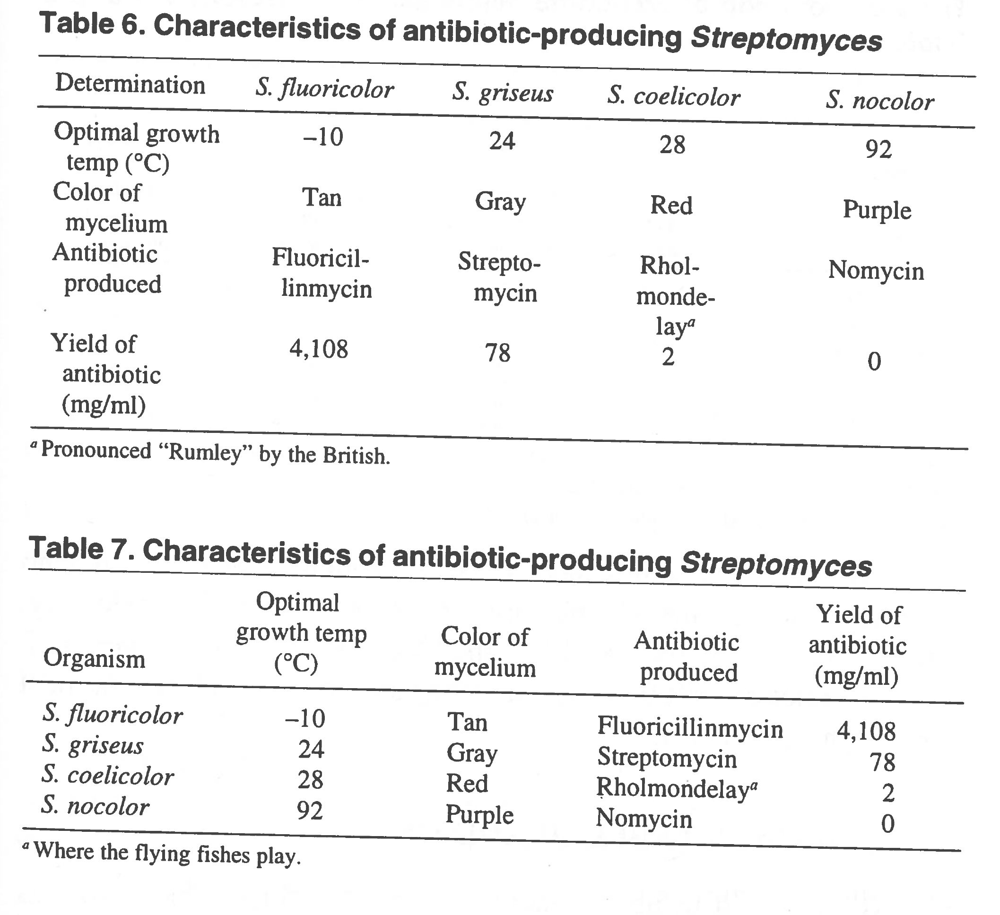 Table 6. Characteristics of antibiotic-producing Streptomyces
Determination S. fluoricolor S. griseus S. coelicolor S. nocolor
Optimal growth –10 24 28 92
temp (°C)
Color of Tan Gray Red Purple
mycelium
Antibiotic Fluoricil- Strepto- Rhol- Nomycin
produced linmycin mycin monde-
layᵃ
Yield of 4,108 78 2 0
antibiotic
(mg/ml)
ᵃ Pronounced “Rumley” by the British.
Table 7. Characteristics of antibiotic-producing Streptomyces
Optimal Yield of
growth temp Color of Antibiotic antibiotic
Organism (°C) mycelium produced (mg/ml)
S. fluoricolor –10 Tan Fluoricillinmycin 4,108
S. griseus 24 Gray Streptomycin 78
S. coelicolor 28 Red Rholmondelayᵃ 2
S. nocolor 92 Purple Nomycin 0
ᵃ Where the flying fishes play.